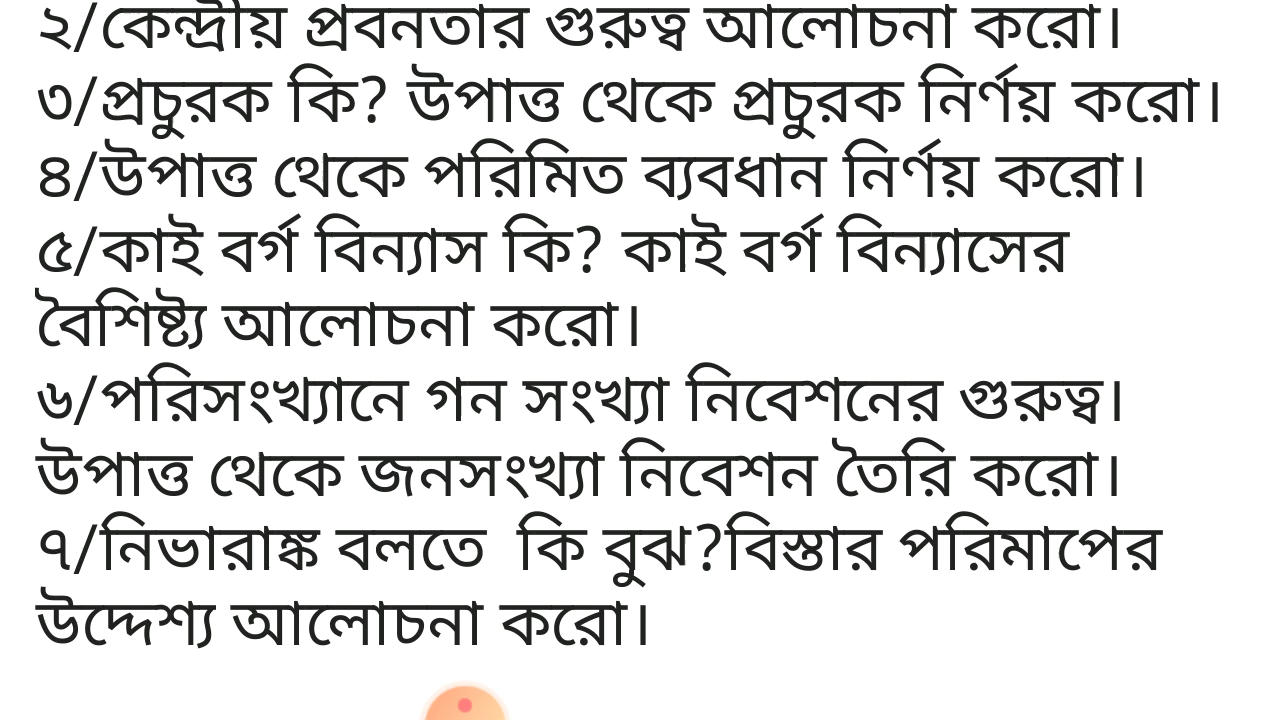 ২/কেন্দ্রীয় প্রবনতার গুরুত্ব আলোচনা করো।
৩/প্রচুরক কি? উপাত্ত থেকে প্রচুরক নির্ণয় করো।
৪/উপাত্ত থেকে পরিমিত ব্যবধান নির্ণয় করো।
৫/কাই বর্গ বিন্যাস কি? কাই বর্গ বিন্যাসের
বৈশিষ্ট্য আলোচনা করো।
৬/পরিসংখ্যানে গন সংখ্যা নিবেশনের গুরুত্ব।
উপাত্ত থেকে জনসংখ্যা নিবেশন তৈরি করো।
৭/নিভারাঙ্ক বলতে  কি বুঝ?বিস্তার পরিমাপের
উদ্দেশ্য আলোচনা করো।